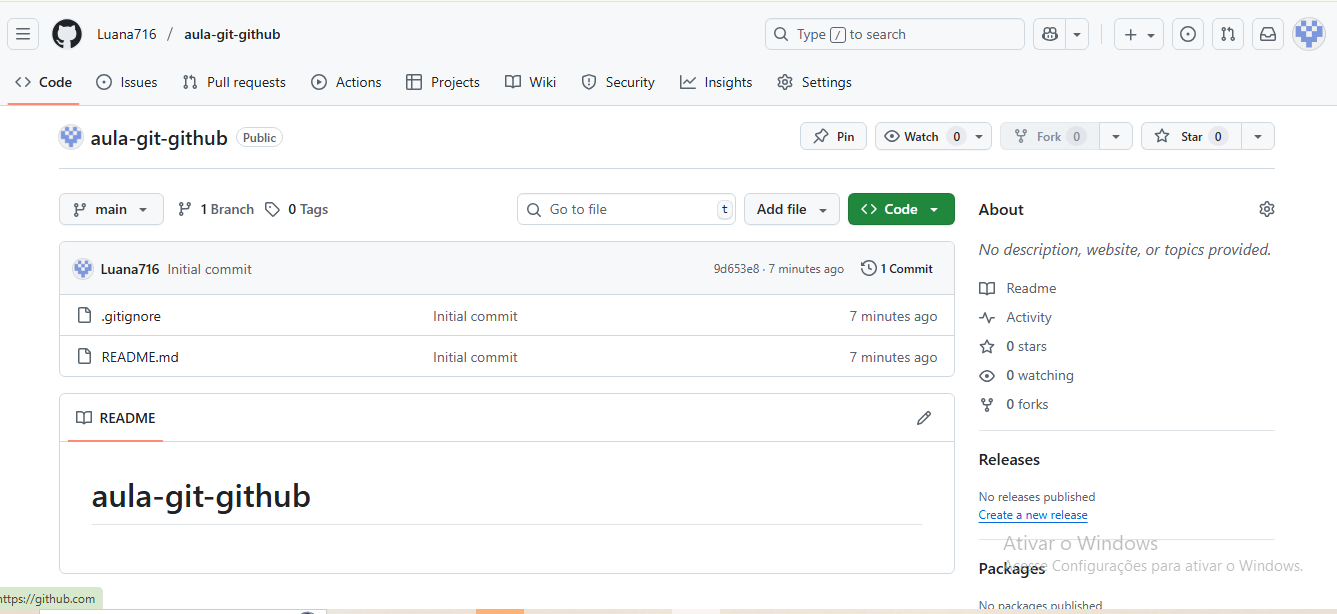 Luana716 / aula-git-github
Type / to search
Code Issues Pull requests Actions Projects Wiki Security Insights Settings
aula-git-github Public
Pin Watch 0 Fork 0 Star 0
main 1 Branch 0 Tags
Go to file t
Add file
Code
Luana716 Initial commit 9d653e8 · 7 minutes ago 1 Commit
.gitignore Initial commit 7 minutes ago
README.md Initial commit 7 minutes ago
README
aula-git-github
About
No description, website, or topics provided.
Readme
Activity
0 stars
0 watching
0 forks
Releases
No releases published
Create a new release
Ativar o Windows
Acesse Configurações para ativar o Windows.
Packages
No packages published
https://github.com